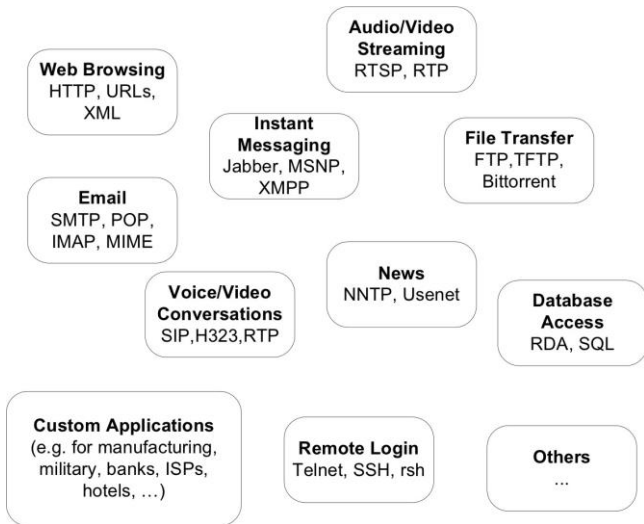 Audio/Video
Streaming
RTSP, RTP
Web Browsing
HTTP, URLs,
XML
Instant
Messaging
Jabber, MSNP,
XMPP
File Transfer
FTP,TFTP,
Bittorrent
Email
SMTP, POP,
IMAP, MIME
News
NNTP, Usenet
Voice/Video
Conversations
SIP,H323,RTP
Database
Access
RDA, SQL
Custom Applications
(e.g. for manufacturing,
military, banks, ISPs,
hotels, …)
Remote Login
Telnet, SSH, rsh
Others
...